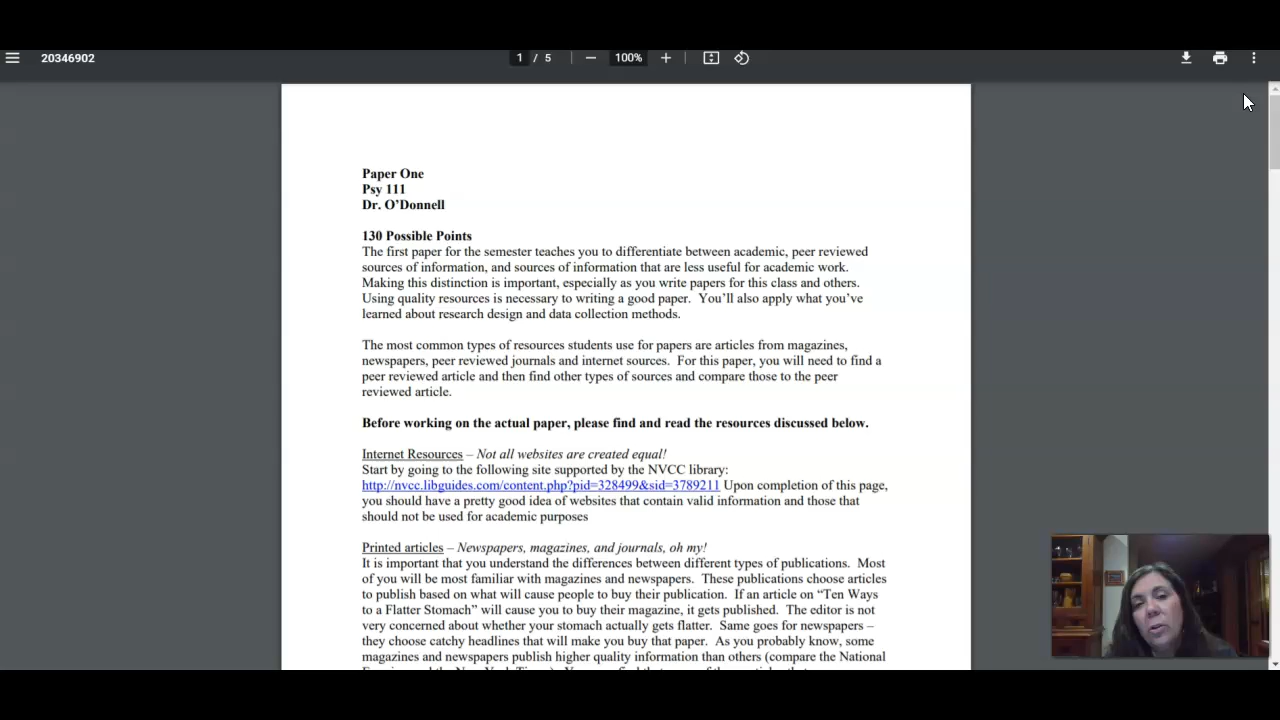 20346902
1 / 5
100%
Paper One
Psy 111
Dr. O’Donnell
130 Possible Points
The first paper for the semester teaches you to differentiate between academic, peer reviewed
sources of information, and sources of information that are less useful for academic work.
Making this distinction is important, especially as you write papers for this class and others.
Using quality resources is necessary to writing a good paper.  You’ll also apply what you’ve
learned about research design and data collection methods.
The most common types of resources students use for papers are articles from magazines,
newspapers, peer reviewed journals and internet sources.  For this paper, you will need to find a
peer reviewed article and then find other types of sources and compare those to the peer
reviewed article.
Before working on the actual paper, please find and read the resources discussed below.
Internet Resources – Not all websites are created equal!
Start by going to the following site supported by the NVCC library:
http://nvcc.libguides.com/content.php?pid=328499&sid=3789211 Upon completion of this page,
you should have a pretty good idea of websites that contain valid information and those that
should not be used for academic purposes
Printed articles – Newspapers, magazines, and journals, oh my!
It is important that you understand the differences between different types of publications.  Most
of you will be most familiar with magazines and newspapers.  These publications choose articles
to publish based on what will cause people to buy their publication.  If an article on “Ten Ways
to a Flatter Stomach” will cause you to buy their magazine, it gets published.  The editor is not
very concerned about whether your stomach actually gets flatter.  Same goes for newspapers –
they choose catchy headlines that will make you buy that paper.  As you probably know, some
magazines and newspapers publish higher quality information than others (compare the National